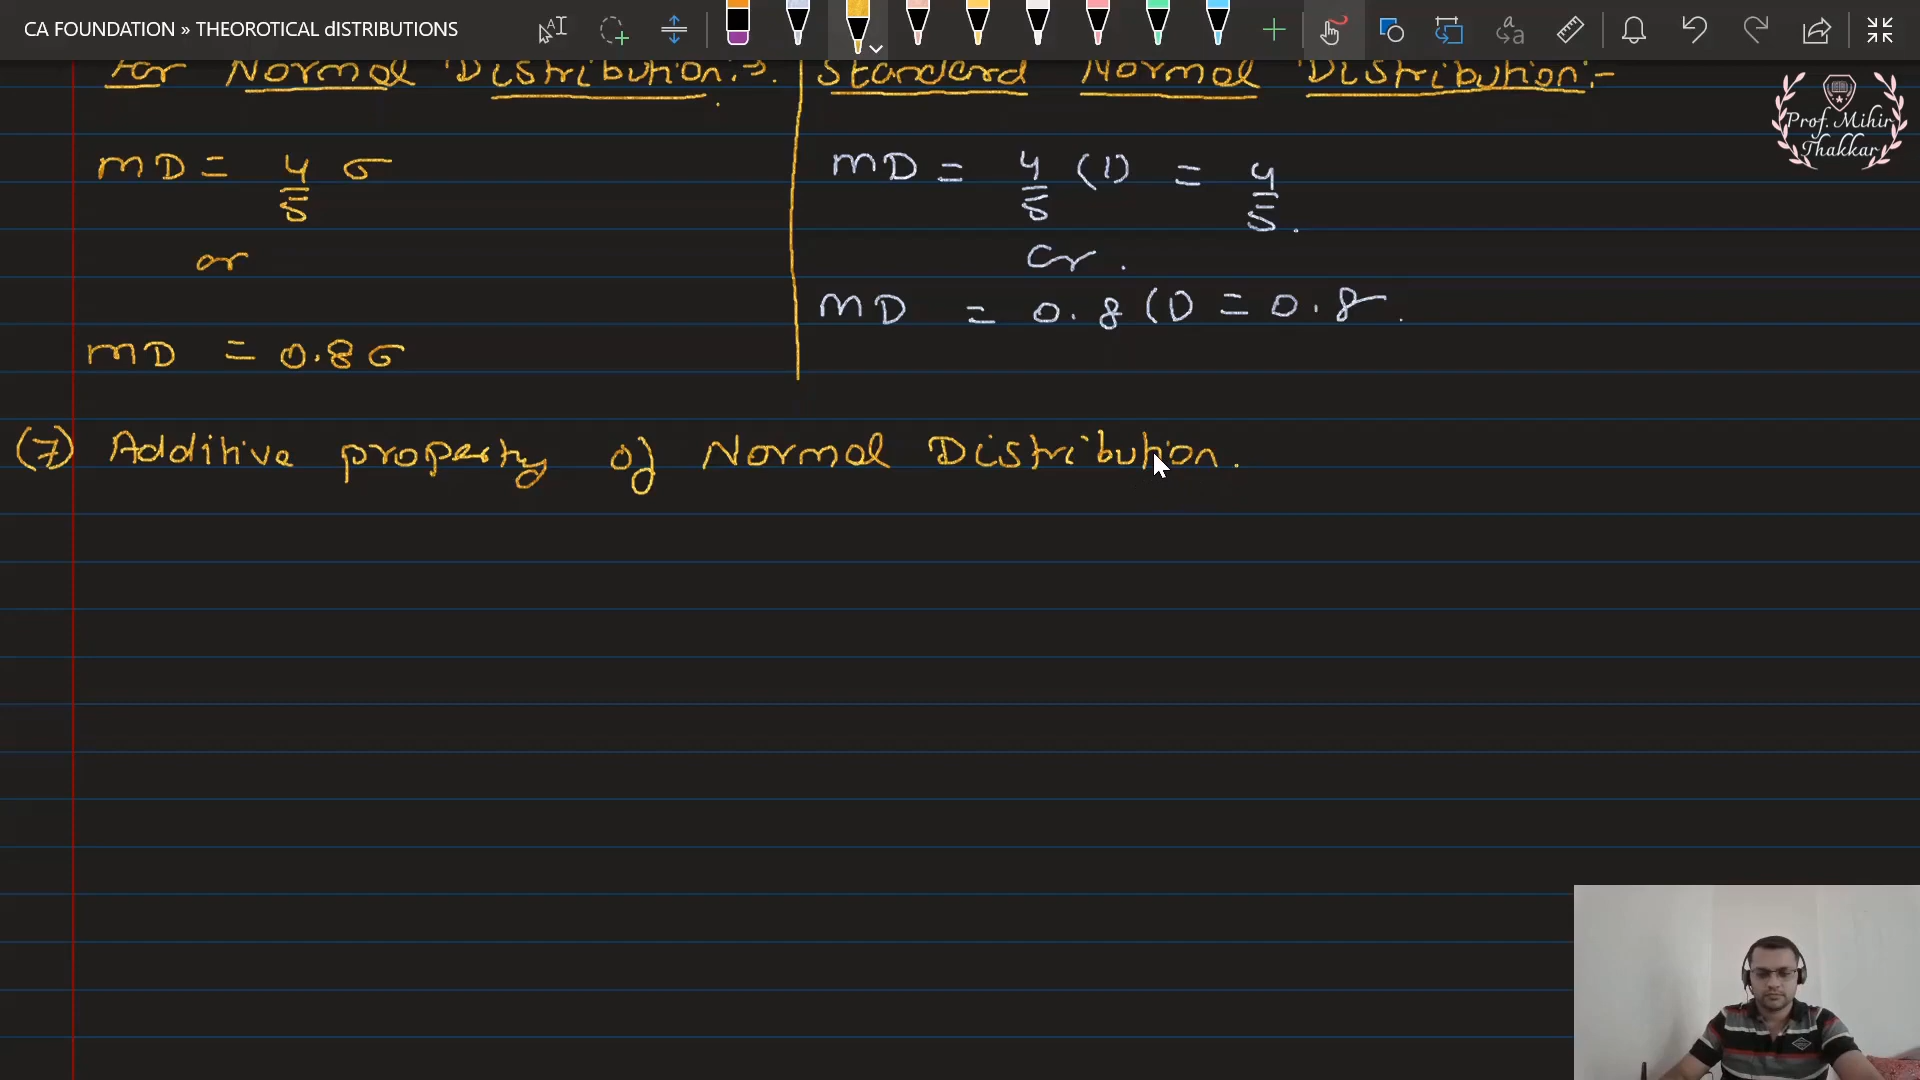 CA FOUNDATION » THEOROTICAL dISTRIBUTIONS
For Normal Distribution:-
MD = 4/5 σ
or
MD = 0.8 σ
Standard Normal Distribution:-
MD = 4/5 (1) = 4/5.
or.
MD = 0.8 (1) = 0.8.
(7) Additive property of Normal Distribution.
Prof. Mihir
Thakkar